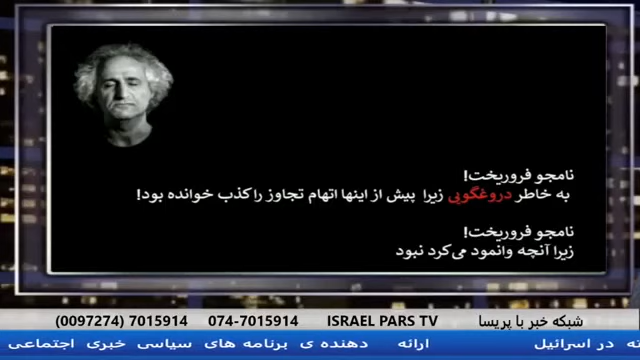 نامجو فروریخت!
به خاطر دروغگویی زیرا پیش از اینها اتهام تجاوز را کذب خوانده بود!
نامجو فروریخت!
زیرا آنچه وانمود می‌کرد نبود
شبکه خبر با پریسا ISRAEL PARS TV 074-7015914 (0097274) 7015914
ه در اسرائیل ارائه دهنده ی برنامه های سیاسی خبری اجتماعی